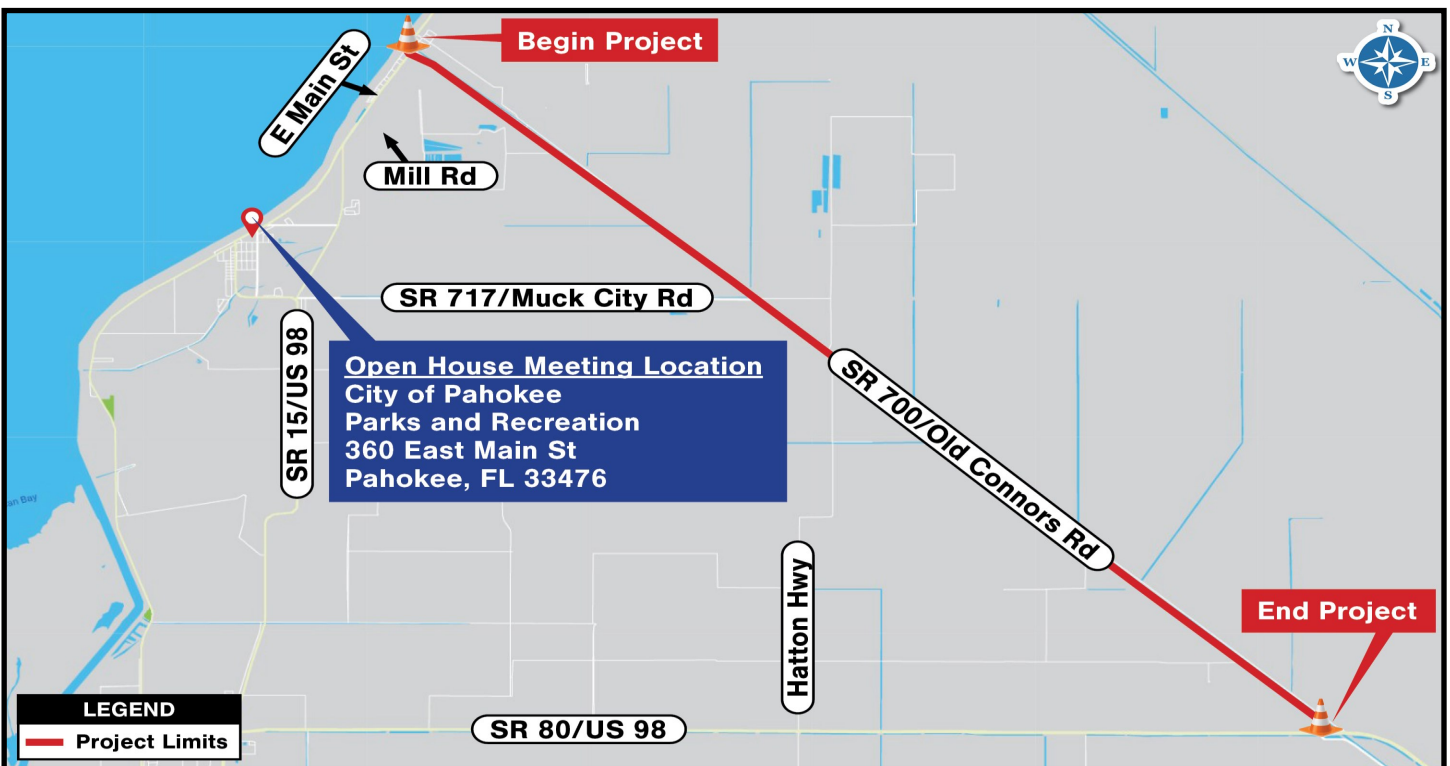 Begin Project
N
W
E
S
E Main St
Mill Rd
SR 717/Muck City Rd
SR 15/US 98
Open House Meeting Location
City of Pahokee
Parks and Recreation
360 East Main St
Pahokee, FL 33476
SR 700/Old Connors Rd
an Bay
Hatton Hwy
End Project
LEGEND
Project Limits
SR 80/US 98